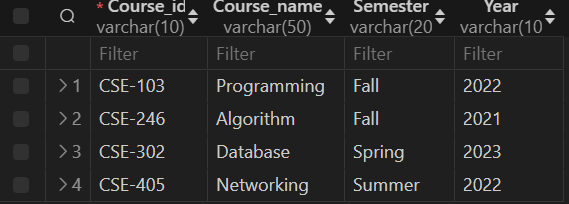 * Course_id Course_name Semester Year
varchar(10) varchar(50) varchar(20 varchar(10
Filter Filter Filter Filter
> 1 CSE-103 Programming Fall 2022
> 2 CSE-246 Algorithm Fall 2021
> 3 CSE-302 Database Spring 2023
> 4 CSE-405 Networking Summer 2022